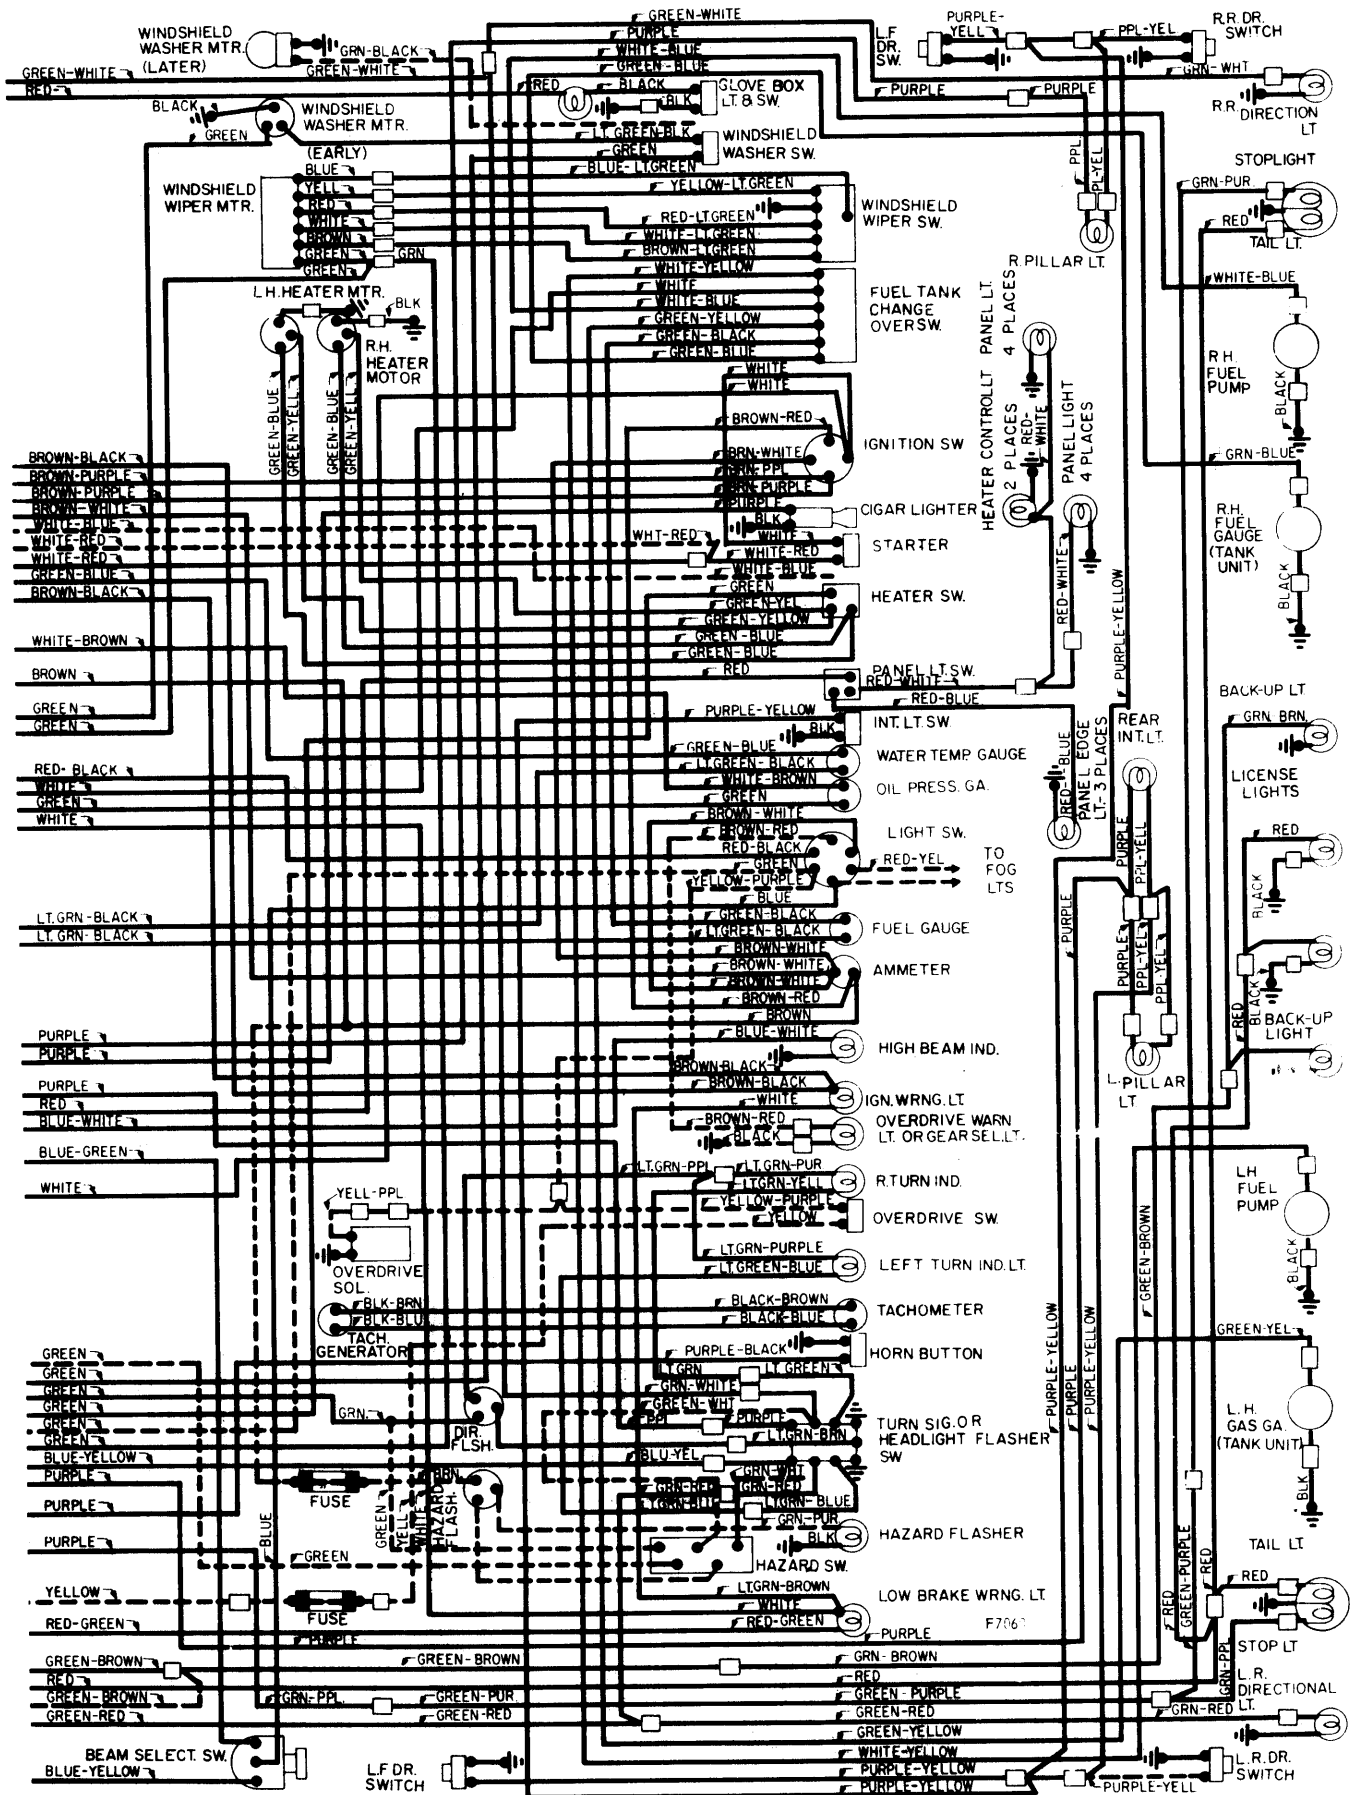 GREEN-WHITE
PURPLE
WHITE-BLUE
GREEN-BLUE
WINDSHIELD
WASHER MTR.
(LATER)
GRN-BLACK
GREEN-WHITE
GREEN-WHITE
RED
RED
BLACK
BLK
GLOVE BOX
LT. & SW.
L.F
DR.
SW.
PURPLE-
YELL
PPL-YEL
R.R. DR.
SWITCH
GRN-WHT
PURPLE
PURPLE
R.R.
DIRECTION
LT
BLACK
GREEN
WINDSHIELD
WASHER MTR.
(EARLY)
LT. GREEN-BLK
GREEN
BLUE-LT.GREEN
WINDSHIELD
WASHER SW.
WINDSHIELD
WIPER MTR.
BLUE
YELL
RED
WHITE
BROWN
GREEN
GREEN
GRN
YELLOW-LT.GREEN
RED-LT.GREEN
WHITE-LT.GREEN
BROWN-LT.GREEN
WINDSHIELD
WIPER SW.
PPL
PPL-YEL
R. PILLAR LT.
STOPLIGHT
GRN-PUR.
RED
TAIL LT.
WHITE-BLUE
WHITE-YELLOW
WHITE
WHITE-BLUE
GREEN-YELLOW
GREEN-BLACK
GREEN-BLUE
FUEL TANK
CHANGE
OVER SW.
L.H. HEATER MTR.
BLK
R.H.
HEATER
MOTOR
GREEN-BLUE
GREEN-YELL
GREEN-BLUE
GREEN-YELL
HEATER CONTROL LT
2 PLACES
PANEL LT.
4 PLACES
RED-
WHITE
PANEL LIGHT
4 PLACES
R.H.
FUEL
PUMP
BLACK
GRN-BLUE
R.H.
FUEL
GAUGE
(TANK
UNIT)
BLACK
WHITE
WHITE
BROWN-RED
BRN-WHITE
BRN-PPL
BRN-PURPLE
IGNITION SW
PURPLE
BLK
CIGAR LIGHTER
WHITE
WHITE-RED
WHITE-BLUE
WHT-RED
STARTER
BROWN-BLACK
BROWN-PURPLE
BROWN-PURPLE
BROWN-WHITE
WHITE-BLUE
WHITE-RED
WHITE-RED
GREEN-BLUE
BROWN-BLACK
WHITE-BROWN
BROWN
GREEN
GREEN
RED-BLACK
WHITE
GREEN
WHITE
GREEN
GREEN-YEL
GREEN-YELLOW
GREEN-BLUE
GREEN-BLUE
HEATER SW.
RED
PANEL LT. SW.
RED-WHITE
RED-BLUE
RED-WHITE
PURPLE-YELLOW
PURPLE-YELLOW
BLK
INT. LT. SW.
GREEN-BLUE
LT. GREEN-BLACK
WATER TEMP. GAUGE
WHITE-BROWN
GREEN
OIL PRESS. GA.
RED-BLUE
PANEL EDGE
LT.-3 PLACES
REAR
INT. LT.
BACK-UP LT.
GRN. BRN.
LICENSE
LIGHTS
RED
BLACK
BROWN-WHITE
BROWN-RED
RED-BLACK
GREEN
YELLOW-PURPLE
BLUE
LIGHT SW.
RED-YEL
TO
FOG
LTS
PURPLE
PPL-YELL
PURPLE
PURPLE
PPL-YEL
PPL-YEL
BLACK
RED
BACK-UP
LIGHT
L. PILLAR
LT
LT. GRN-BLACK
LT. GRN-BLACK
GREEN-BLACK
LT.GREEN-BLACK
FUEL GAUGE
BROWN-WHITE
BROWN-WHITE
BROWN-WHITE
BROWN-RED
BROWN
AMMETER
PURPLE
PURPLE
PURPLE
RED
BLUE-WHITE
BLUE-GREEN
WHITE
BLUE-WHITE
HIGH BEAM IND.
BROWN-BLACK
BROWN-BLACK
WHITE
IGN. WRNG. LT
BROWN-RED
BLACK
OVERDRIVE WARN
LT. OR GEAR SEL. LT.
LT.GRN-PPL
LT.GRN-PUR
LTGRN-YELL
R. TURN IND.
YELLOW-PURPLE
YELLOW
OVERDRIVE SW.
YELL-PPL
OVERDRIVE
SOL.
LT.GRN-PURPLE
LT.GREEN-BLUE
LEFT TURN IND. LT.
BLK-BRN
BLK-BLU
TACH.
GENERATOR
BLACK-BROWN
BLACK-BLUE
TACHOMETER
PURPLE-BLACK
HORN BUTTON
LH
FUEL
PUMP
BLACK
GREEN-BROWN
GREEN-YEL
PURPLE-YELLOW
PURPLE
PURPLE-YELLOW
L.H.
GAS GA.
(TANK UNIT)
BLK
GREEN
GREEN
GREEN
GREEN
GREEN
GREEN
BLUE-YELLOW
PURPLE
PURPLE
PURPLE
YELLOW
RED-GREEN
GREEN-BROWN
RED
GREEN-BROWN
GREEN-RED
BLUE-YELLOW
GRN.
DIR.
FLSH.
LT.GRN
LT. GREEN
GRN-WHITE
GREEN-WHT
PPL
PURPLE
LT.GRN-BRN
BLU-YEL
TURN SIG. OR
HEADLIGHT FLASHER
SW
FUSE
BRN
GREEN
YELL
WHITE
HAZARD
FLASH.
GRN-WHT
GRN-RED
GRN-RED
LTGRN-BLUE
LTGRN-BLUE
GRN-PUR
BLK
HAZARD FLASHER
BLUE
GREEN
HAZARD SW.
FUSE
LT.GRN-BROWN
WHITE
RED-GREEN
LOW BRAKE WRNG. LT.
PURPLE
PURPLE
GREEN-BROWN
GRN-BROWN
RED
GRN-PPL
GREEN-PUR.
GREEN-PURPLE
GREEN-RED
GREEN-RED
GREEN-YELLOW
WHITE-YELLOW
PURPLE-YELLOW
PURPLE-YELLOW
TAIL LT.
RED
RED
RED
GREEN-PURPLE
STOP LT
GRN-PPL
L.R.
DIRECTIONAL
LT.
GRN-RED
L.R. DR.
SWITCH
PURPLE-YELL
BEAM SELECT. SW.
L.F DR.
SWITCH